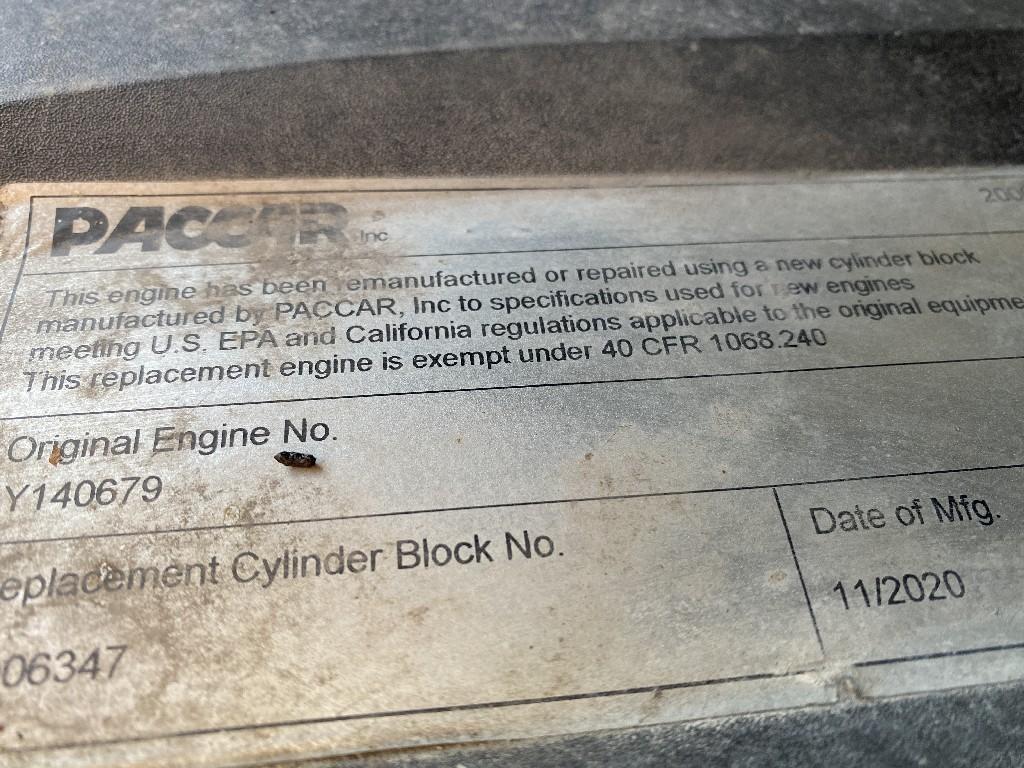 PACCAR Inc
This engine has been remanufactured or repaired using a new cylinder block
manufactured by PACCAR, Inc to specifications used for new engines
meeting U.S. EPA and California regulations applicable to the original equipme
This replacement engine is exempt under 40 CFR 1068.240
Original Engine No.
Y140679
eplacement Cylinder Block No.
06347
Date of Mfg.
11/2020